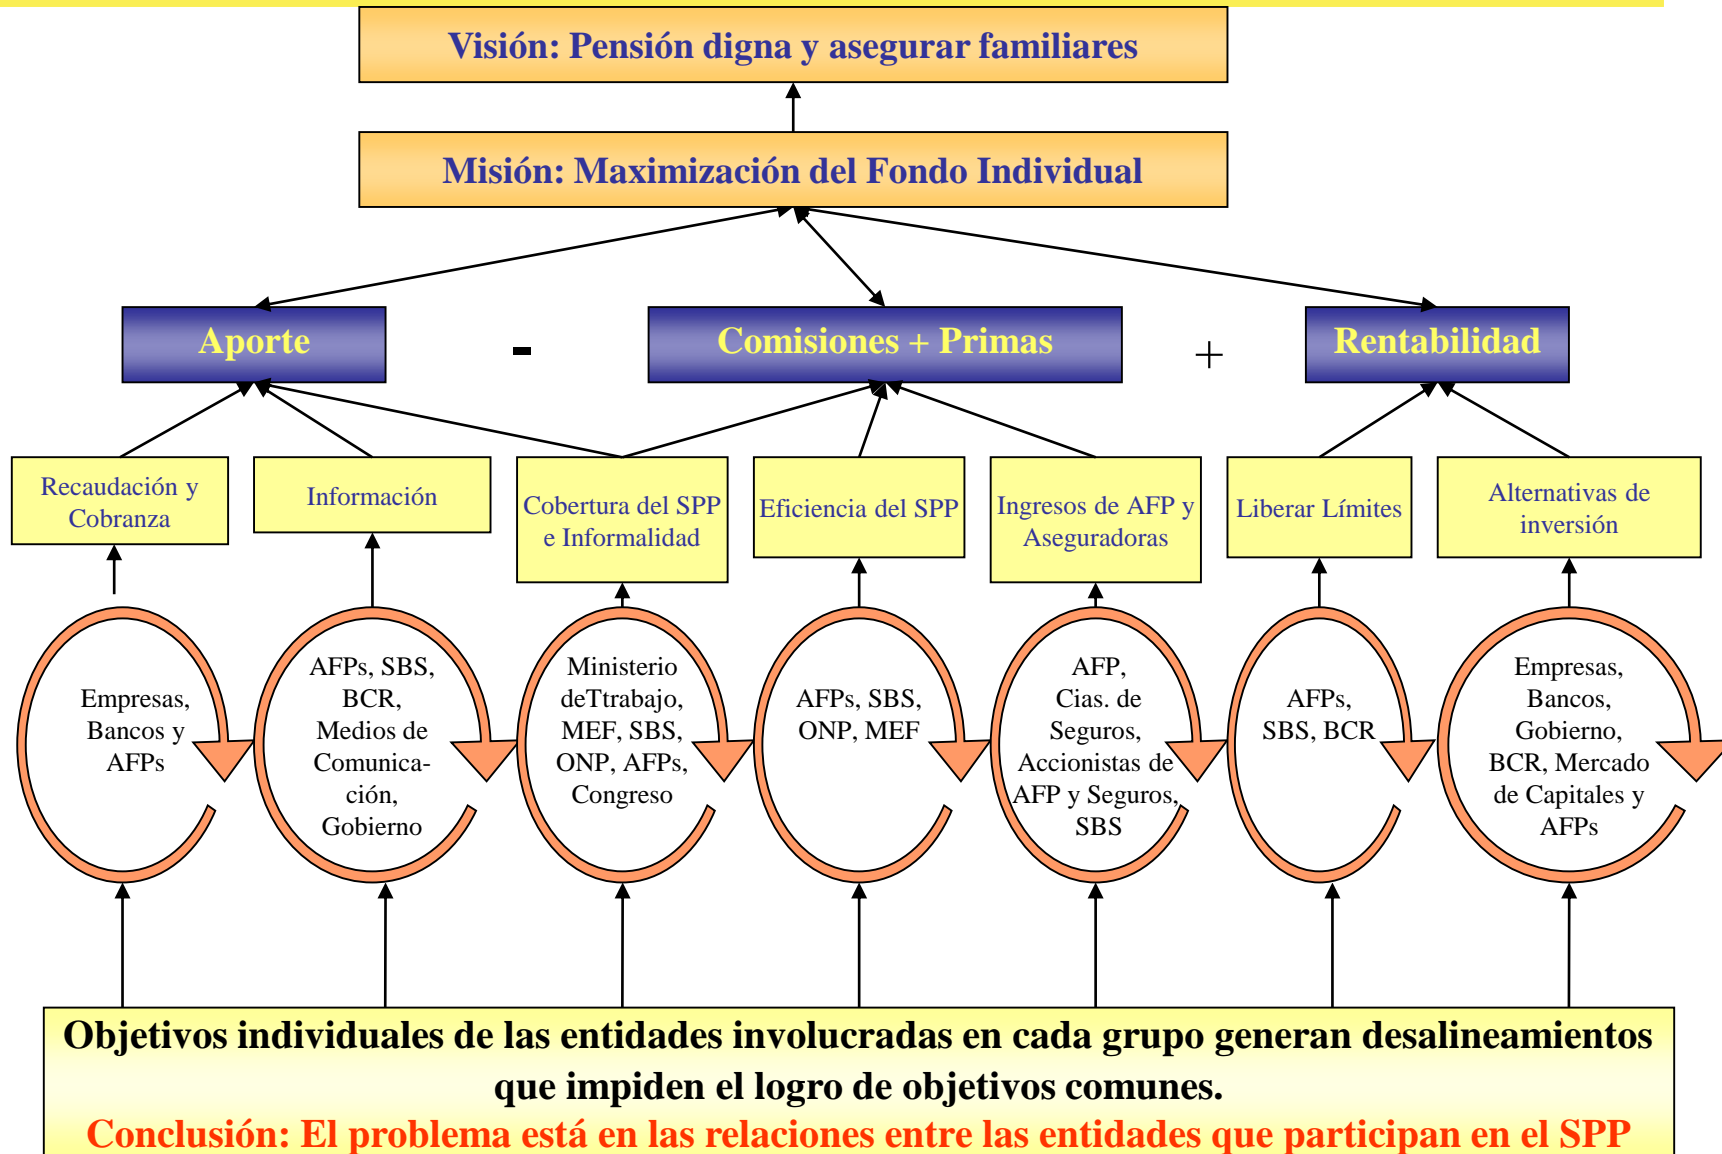 Visión: Pensión digna y asegurar familiares
Misión: Maximización del Fondo Individual
Aporte
-
Comisiones + Primas
+
Rentabilidad
Recaudación y
Cobranza
Información
Cobertura del SPP
e Informalidad
Eficiencia del SPP
Ingresos de AFP y
Aseguradoras
Liberar Límites
Alternativas de
inversión
Empresas,
Bancos y
AFPs
AFPs, SBS,
BCR,
Medios de
Comunica-
ción,
Gobierno
Ministerio
deTtrabajo,
MEF, SBS,
ONP, AFPs,
Congreso
AFPs, SBS,
ONP, MEF
AFP,
Cias. de
Seguros,
Accionistas de
AFP y Seguros,
SBS
AFPs,
SBS, BCR
Empresas,
Bancos,
Gobierno,
BCR, Mercado
de Capitales y
AFPs
Objetivos individuales de las entidades involucradas en cada grupo generan desalineamientos
que impiden el logro de objetivos comunes.
Conclusión: El problema está en las relaciones entre las entidades que participan en el SPP